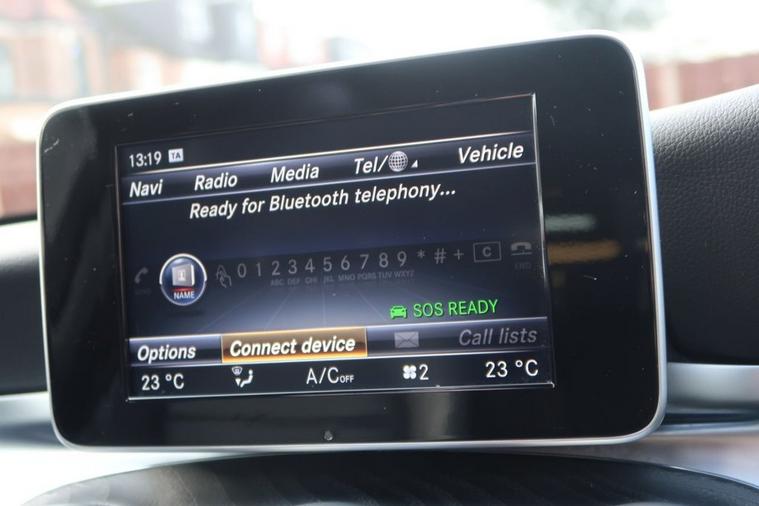 13:19 TA
Navi Radio Media Tel/ Vehicle
Ready for Bluetooth telephony...
0 1 2 3 4 5 6 7 8 9 * # + C
ABC DEF GHI JKL MNO PQRS TUV WXYZ END
NAME
SOS READY
Options Connect device Call lists
23 °C A/C OFF 2 23 °C